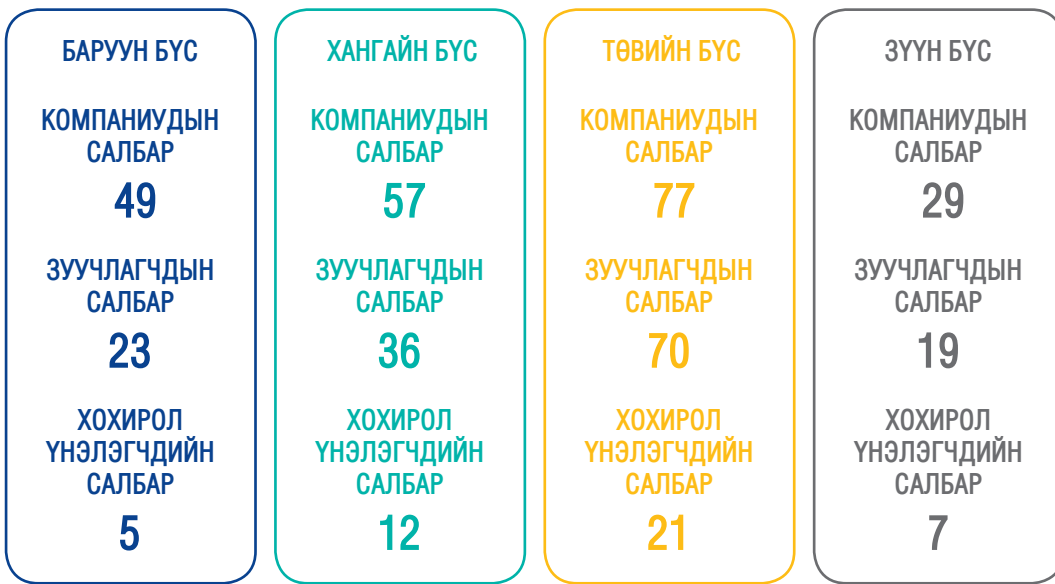 БАРУУН БҮС
КОМПАНИУДЫН
САЛБАР
49
ЗУУЧЛАГЧДЫН
САЛБАР
23
ХОХИРОЛ
ҮНЭЛЭГЧДИЙН
САЛБАР
5
ХАНГАЙН БҮС
КОМПАНИУДЫН
САЛБАР
57
ЗУУЧЛАГЧДЫН
САЛБАР
36
ХОХИРОЛ
ҮНЭЛЭГЧДИЙН
САЛБАР
12
ТӨВИЙН БҮС
КОМПАНИУДЫН
САЛБАР
77
ЗУУЧЛАГЧДЫН
САЛБАР
70
ХОХИРОЛ
ҮНЭЛЭГЧДИЙН
САЛБАР
21
ЗҮҮН БҮС
КОМПАНИУДЫН
САЛБАР
29
ЗУУЧЛАГЧДЫН
САЛБАР
19
ХОХИРОЛ
ҮНЭЛЭГЧДИЙН
САЛБАР
7